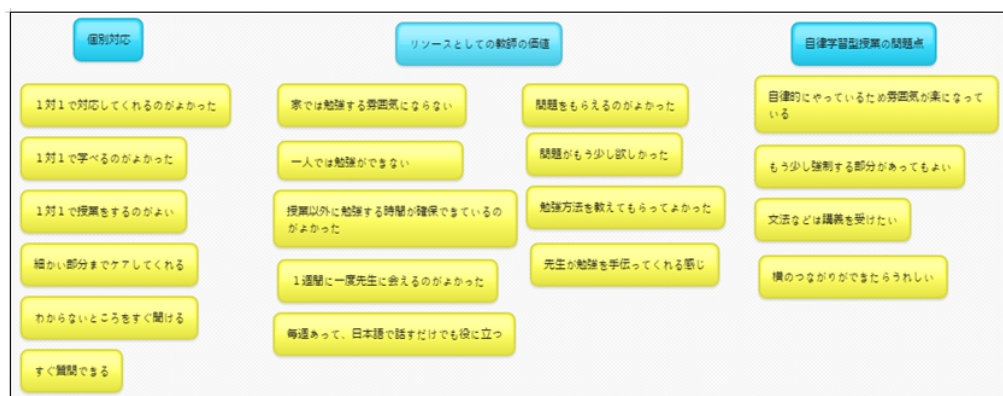 個別対応
1対1で対応してくれるのがよかった
1対1で学べるのがよかった
1対1で授業をするのがよい
細かい部分までケアしてくれる
わからないところをすぐ聞ける
すぐ質問できる
リソースとしての教師の価値
家では勉強する雰囲気にならない
一人では勉強ができない
授業以外に勉強する時間が確保できているの
がよかった
1週間に一度先生に会えるのがよかった
毎週あって、日本語で話すだけでも役に立つ
問題をもらえるのがよかった
問題がもう少し欲しかった
勉強方法を教えてもらってよかった
先生が勉強を手伝ってくれる感じ
自律学習型授業の問題点
自律的にやっているため雰囲気が楽になって
いる
もう少し強制する部分があってもよい
文法などは講義を受けたい
横のつながりができたらうれしい